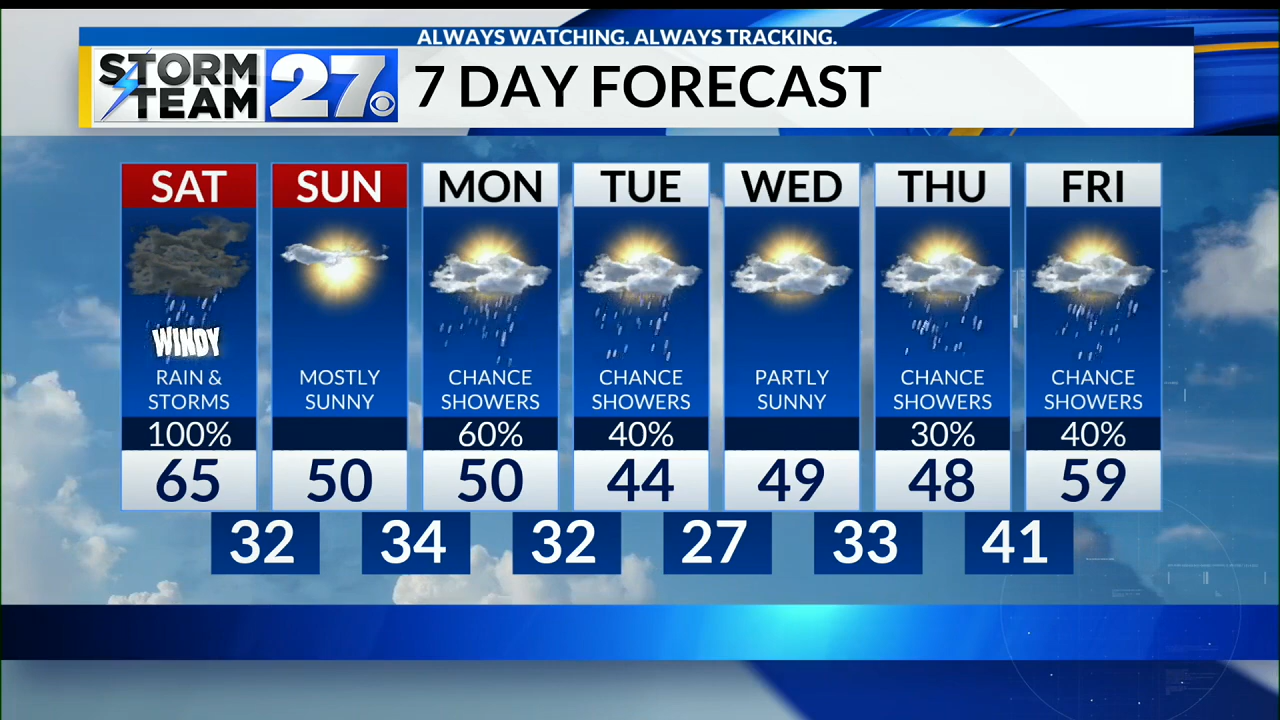 ALWAYS WATCHING. ALWAYS TRACKING.
STORM
TEAM
27
7 DAY FORECAST
SAT SUN MON TUE WED THU FRI
WINDY
RAIN & MOSTLY CHANCE CHANCE PARTLY CHANCE CHANCE
STORMS SUNNY SHOWERS SHOWERS SUNNY SHOWERS SHOWERS
100% 60% 40% 30% 40%
65 50 50 44 49 48 59
32 34 32 27 33 41